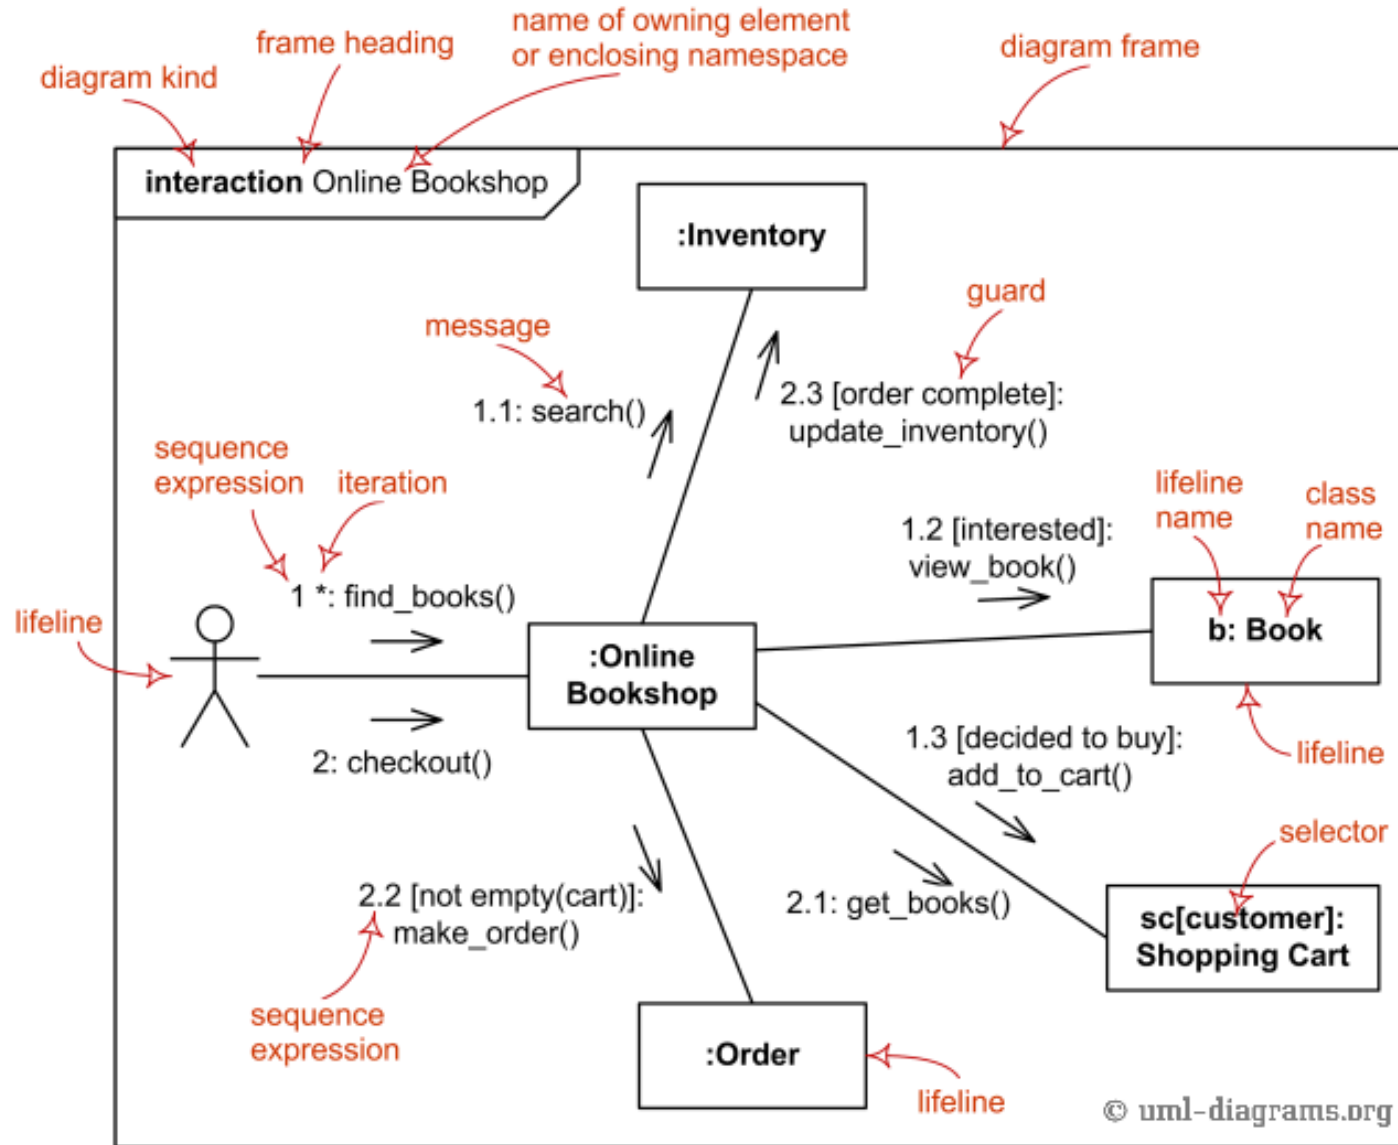 name of owning element
or enclosing namespace
frame heading
diagram frame
diagram kind
interaction Online Bookshop
:Inventory
guard
message
2.3 [order complete]:
update_inventory()
1.1: search()
sequence
expression
iteration
lifeline
name
class
name
1.2 [interested]:
view_book()
1 *: find_books()
lifeline
b: Book
:Online
Bookshop
1.3 [decided to buy]:
add_to_cart()
lifeline
2: checkout()
selector
2.2 [not empty(cart)]:
make_order()
2.1: get_books()
sc[customer]:
Shopping Cart
sequence
expression
:Order
lifeline
© uml-diagrams.org